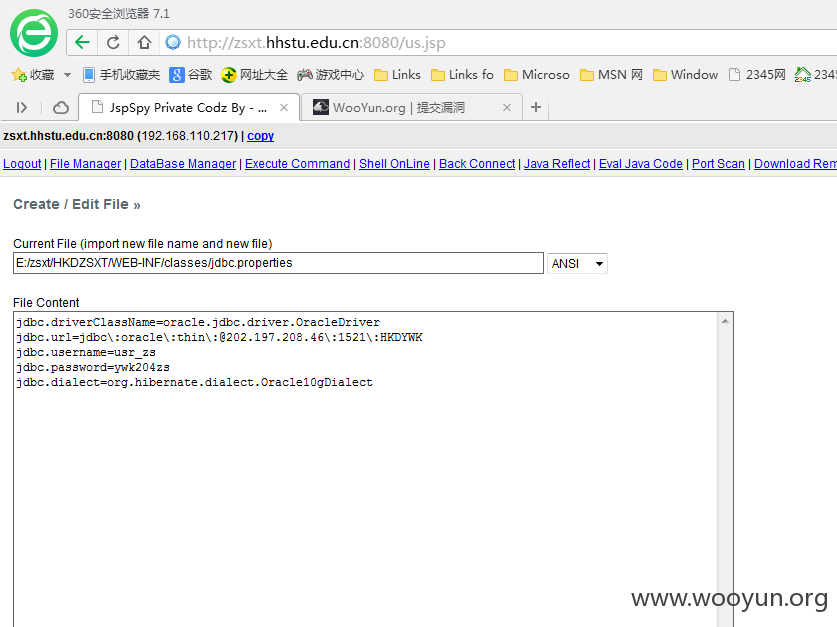 360安全浏览器 7.1
http://zsxt.hhstu.edu.cn:8080/us.jsp
收藏 手机收藏夹 谷歌 网址大全 游戏中心 Links Links fo Microso MSN 网 Window 2345网 2345
JspSpy Private Codz By - ... WooYun.org | 提交漏洞
zsxt.hhstu.edu.cn:8080 (192.168.110.217) | copy
Logout | File Manager | DataBase Manager | Execute Command | Shell OnLine | Back Connect | Java Reflect | Eval Java Code | Port Scan | Download Rem
Create / Edit File »
Current File (import new file name and new file)
E:/zsxt/HKDZSXT/WEB-INF/classes/jdbc.properties ANSI
File Content
jdbc.driverClassName=oracle.jdbc.driver.OracleDriver
jdbc.url=jdbc\:oracle\:thin\:@202.197.208.46\:1521\:HKDYWK
jdbc.username=usr_zs
jdbc.password=ywk204zs
jdbc.dialect=org.hibernate.dialect.Oracle10gDialect
www.wooyun.org